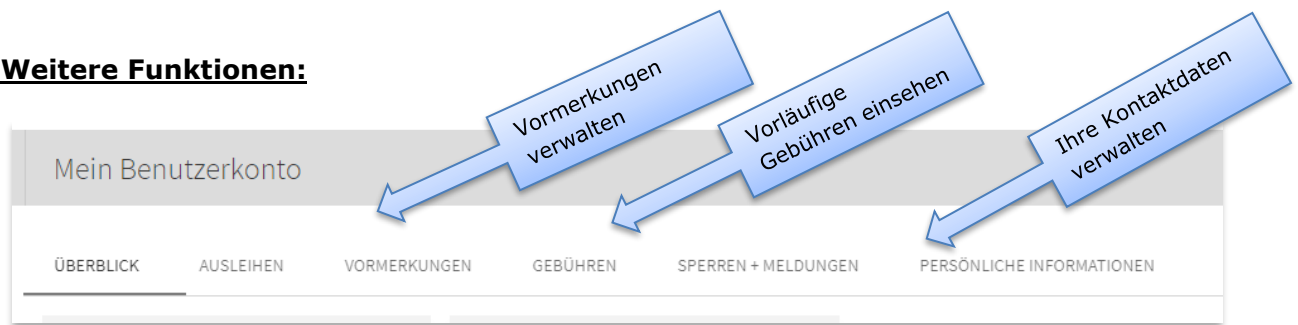 Weitere Funktionen:
Vormerkungen
verwalten
Vorläufige
Gebühren einsehen
Ihre Kontaktdaten
verwalten
Mein Benutzerkonto
ÜBERBLICK AUSLEIHEN VORMERKUNGEN GEBÜHREN SPERREN + MELDUNGEN PERSÖNLICHE INFORMATIONEN